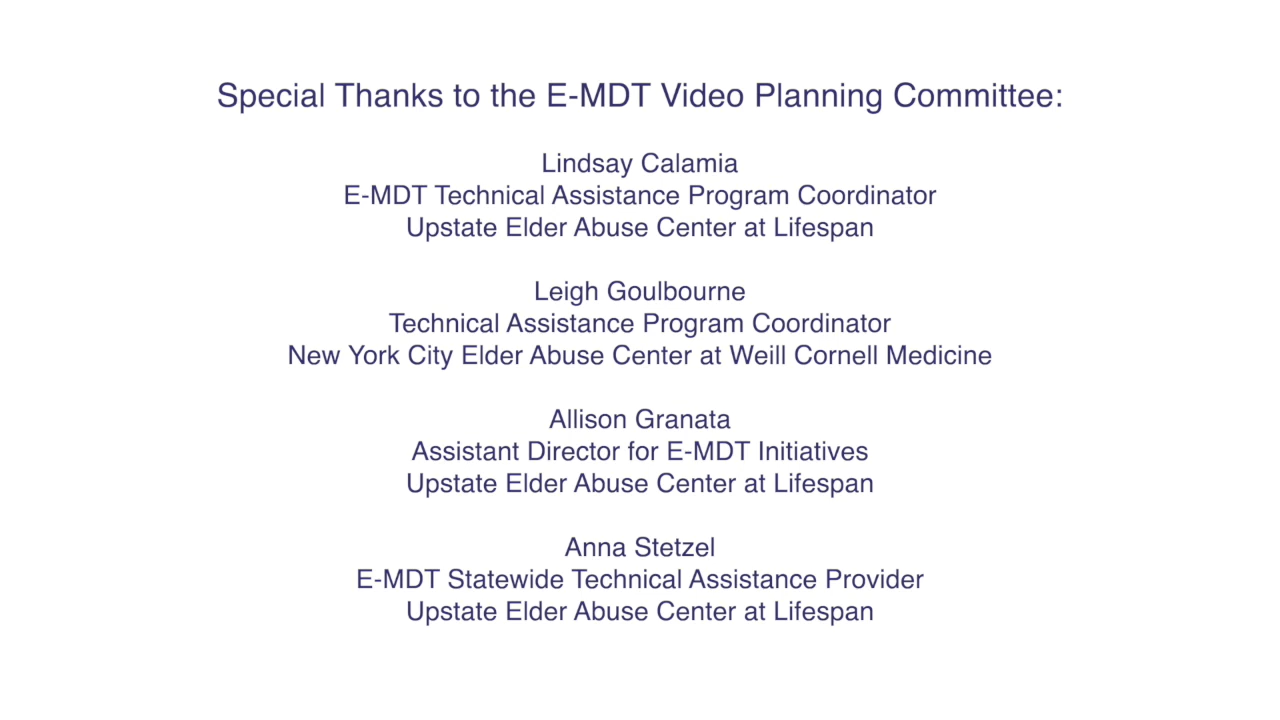 Special Thanks to the E-MDT Video Planning Committee:
Lindsay Calamia
E-MDT Technical Assistance Program Coordinator
Upstate Elder Abuse Center at Lifespan
Leigh Goulbourne
Technical Assistance Program Coordinator
New York City Elder Abuse Center at Weill Cornell Medicine
Allison Granata
Assistant Director for E-MDT Initiatives
Upstate Elder Abuse Center at Lifespan
Anna Stetzel
E-MDT Statewide Technical Assistance Provider
Upstate Elder Abuse Center at Lifespan